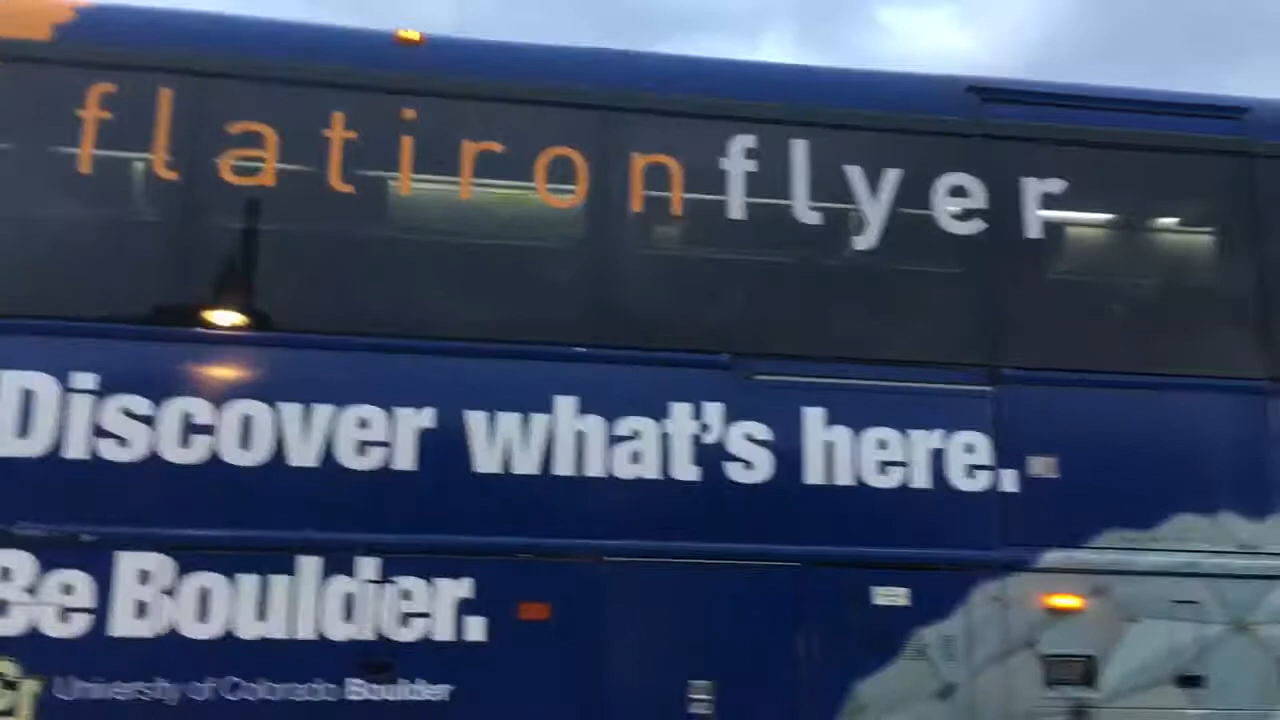 flatironflyer
Discover what's here.
Be Boulder.
University of Colorado Boulder